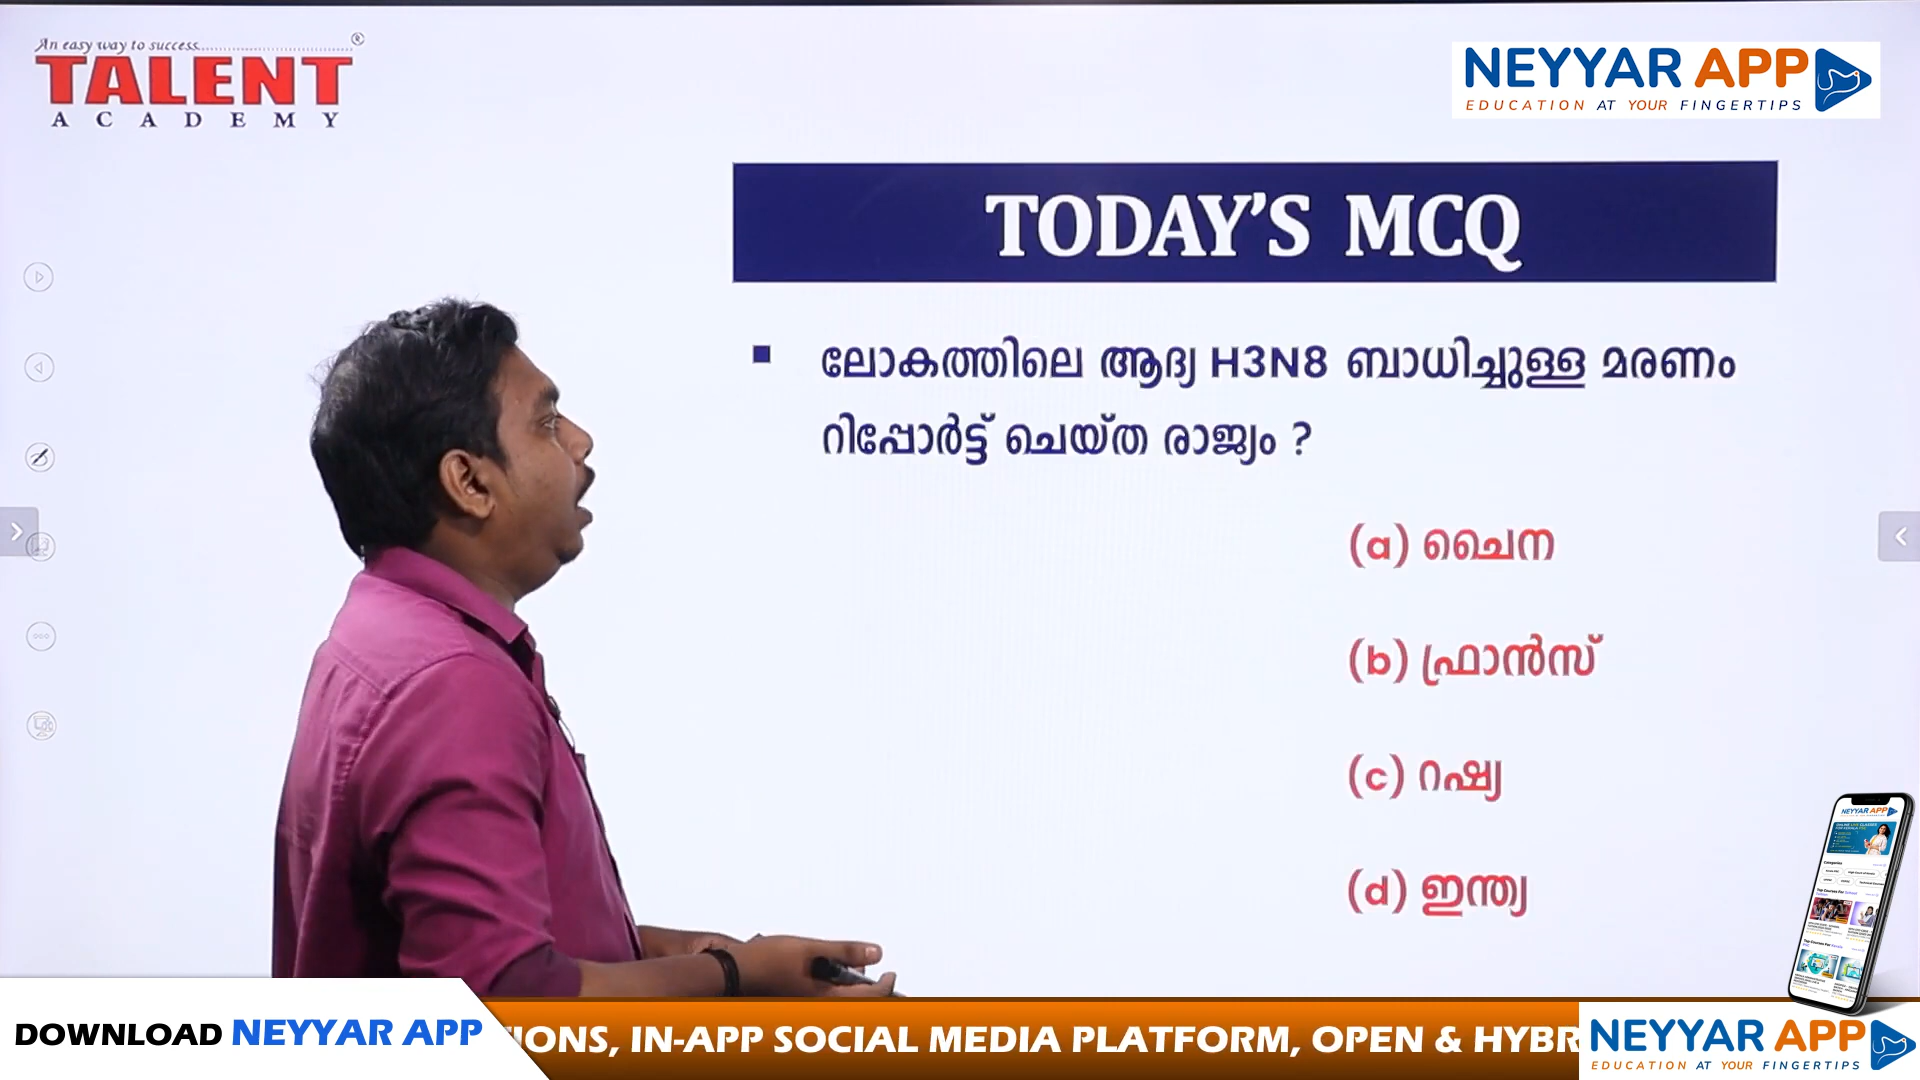 An easy way to success
TALENT
ACADEMY
NEYYAR APP
EDUCATION AT YOUR FINGERTIPS
TODAY'S MCQ
ലോകത്തിലെ ആദ്യ H3N8 ബാധിച്ചുള്ള മരണം
റിപ്പോർട്ട് ചെയ്ത രാജ്യം ?
(a) ചൈന
(b) ഫ്രാൻസ്
(c) റഷ്യ
(d) ഇന്ത്യ
NEYYAR APP
DOWNLOAD NEYYAR APP
IONS, IN-APP SOCIAL MEDIA PLATFORM, OPEN & HYBR
NEYYAR APP
EDUCATION AT YOUR FINGERTIPS